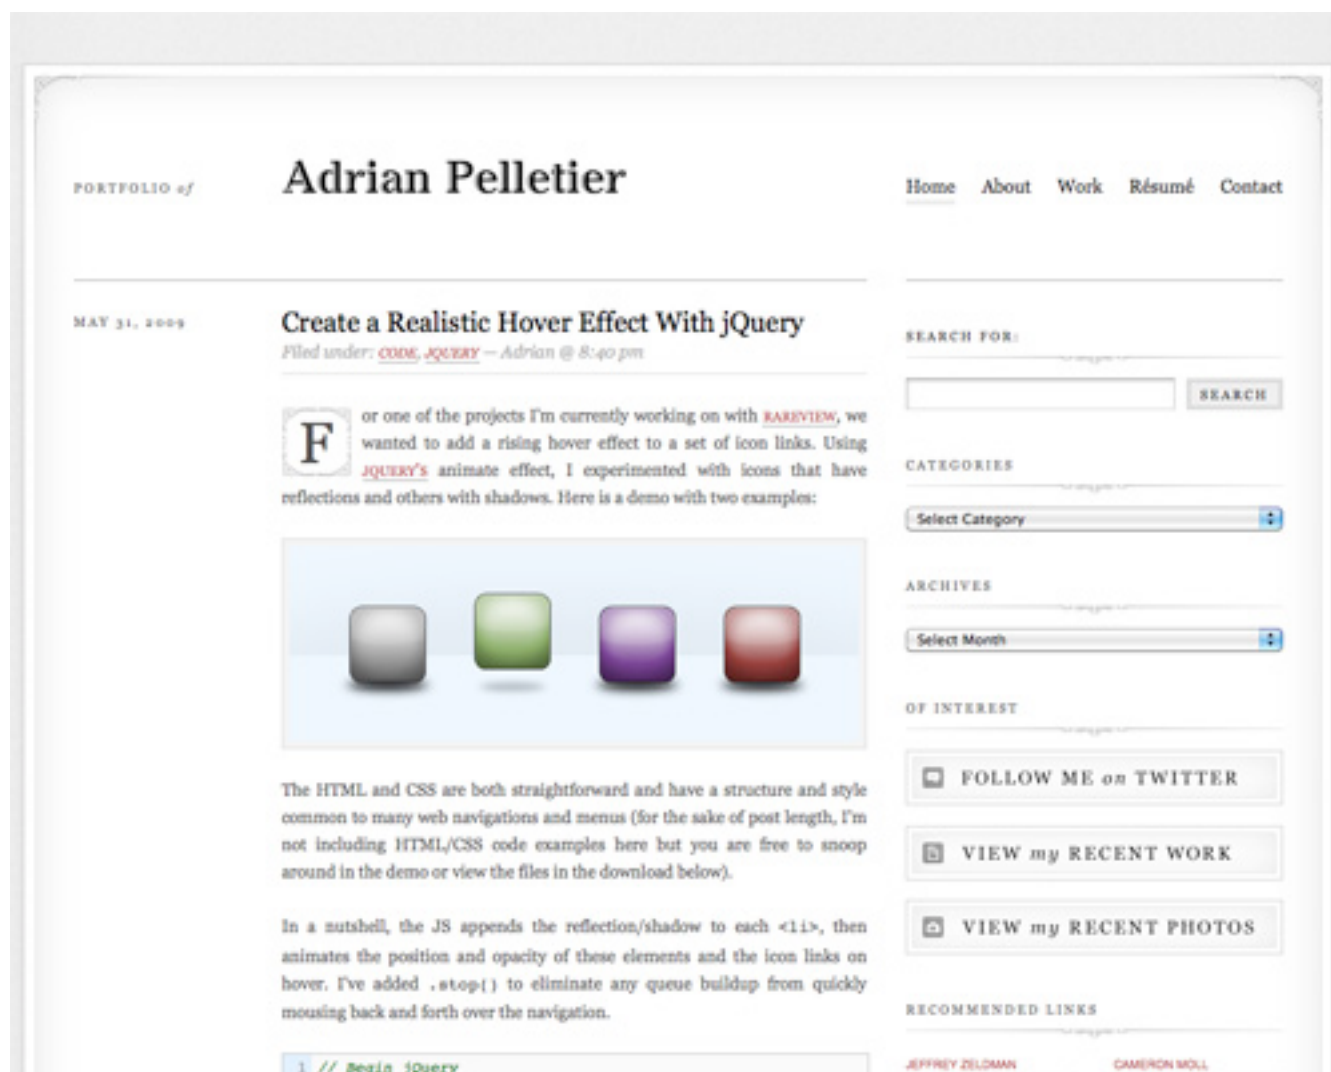 PORTFOLIO of
Adrian Pelletier
Home About Work Résumé Contact
MAY 31, 2009
Create a Realistic Hover Effect With jQuery
Filed under: CODE, JQUERY — Adrian @ 8:40 pm
For one of the projects I'm currently working on with RAREVIEW, we
wanted to add a rising hover effect to a set of icon links. Using
JQUERY'S animate effect, I experimented with icons that have
reflections and others with shadows. Here is a demo with two examples:
The HTML and CSS are both straightforward and have a structure and style
common to many web navigations and menus (for the sake of post length, I'm
not including HTML/CSS code examples here but you are free to snoop
around in the demo or view the files in the download below).
In a nutshell, the JS appends the reflection/shadow to each <li>, then
animates the position and opacity of these elements and the icon links on
hover. I've added .stop() to eliminate any queue buildup from quickly
mousing back and forth over the navigation.
1 // Begin jQuery
SEARCH FOR:
SEARCH
CATEGORIES
Select Category
ARCHIVES
Select Month
OF INTEREST
FOLLOW ME on TWITTER
VIEW my RECENT WORK
VIEW my RECENT PHOTOS
RECOMMENDED LINKS
JEFFREY ZELDMAN CAMERON MOLL